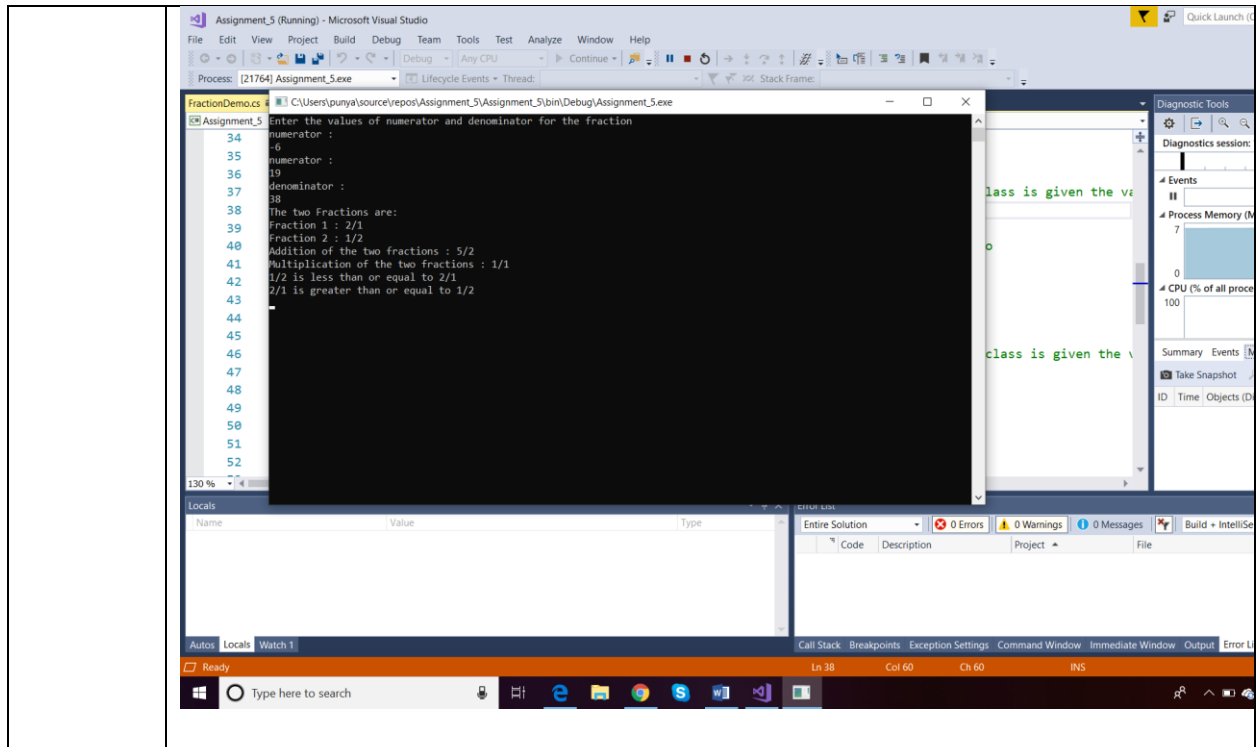 Assignment_5 (Running) - Microsoft Visual Studio
Quick Launch (
File Edit View Project Build Debug Team Tools Test Analyze Window Help
Debug Any CPU Continue
Process: [21764] Assignment_5.exe Lifecycle Events Thread: Stack Frame:
FractionDemo.cs
C:\Users\punya\source\repos\Assignment_5\Assignment_5\bin\Debug\Assignment_5.exe
Assignment_5
Enter the values of numerator and denominator for the fraction
numerator :
-6
numerator :
19
denominator :
38
The two Fractions are:
Fraction 1 : 2/1
Fraction 2 : 1/2
Addition of the two fractions : 5/2
Multiplication of the two fractions : 1/1
1/2 is less than or equal to 2/1
2/1 is greater than or equal to 1/2
34
35
36
37
38
39
40
41
42
43
44
45
46
47
48
49
50
51
52
lass is given the va
o
class is given the
130 %
Diagnostic Tools
Diagnostics session:
Events
Process Memory (M
7
0
CPU (% of all proce
100
Summary Events M
Take Snapshot
ID Time Objects (Di
Locals
Name Value Type
Error List
Entire Solution 0 Errors 0 Warnings 0 Messages Build + IntelliSe
Code Description Project File
Autos Locals Watch 1
Call Stack Breakpoints Exception Settings Command Window Immediate Window Output Error Li
Ready Ln 38 Col 60 Ch 60 INS
Type here to search